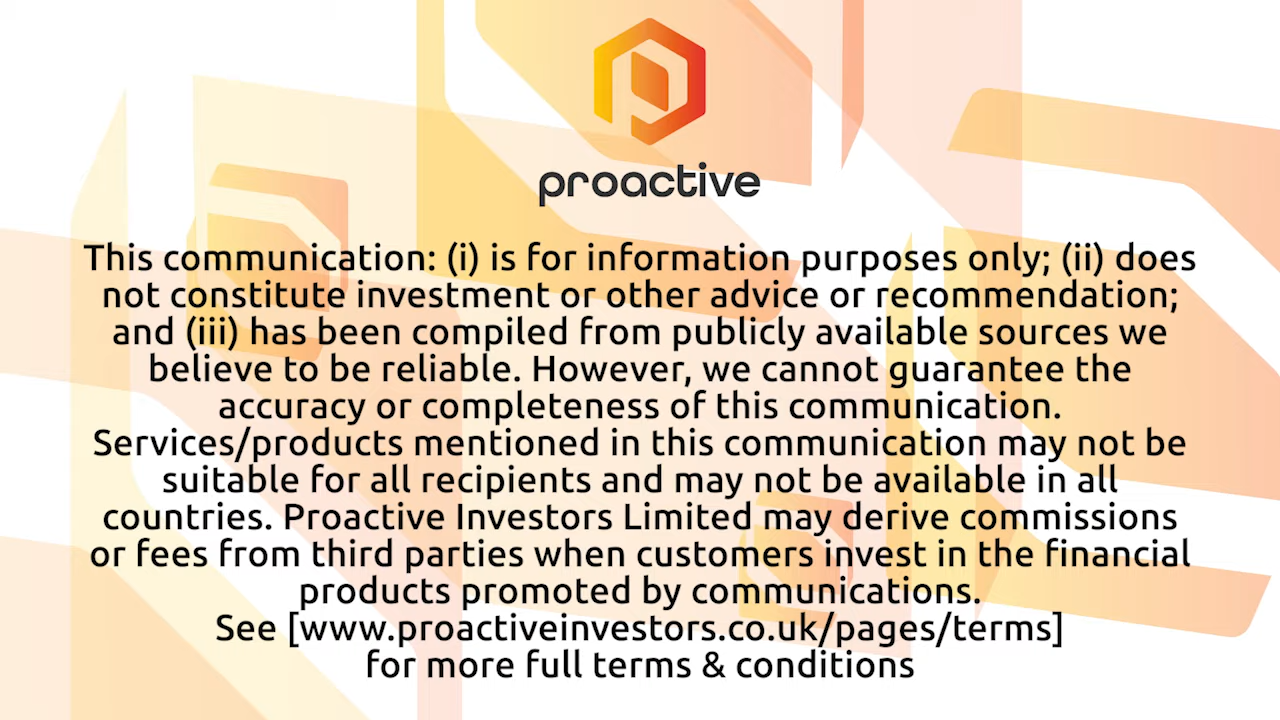 proactive
This communication: (i) is for information purposes only; (ii) does
not constitute investment or other advice or recommendation;
and (iii) has been compiled from publicly available sources we
believe to be reliable. However, we cannot guarantee the
accuracy or completeness of this communication.
Services/products mentioned in this communication may not be
suitable for all recipients and may not be available in all
countries. Proactive Investors Limited may derive commissions
or fees from third parties when customers invest in the financial
products promoted by communications.
See [www.proactiveinvestors.co.uk/pages/terms]
for more full terms & conditions